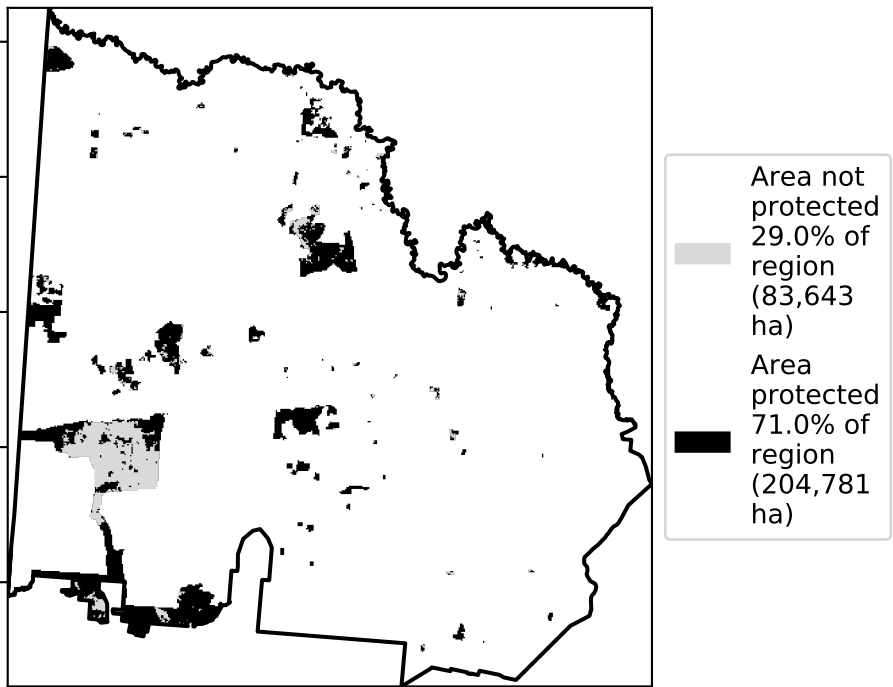 Area not
protected
29.0% of
region
(83,643
ha)
Area
protected
71.0% of
region
(204,781
ha)